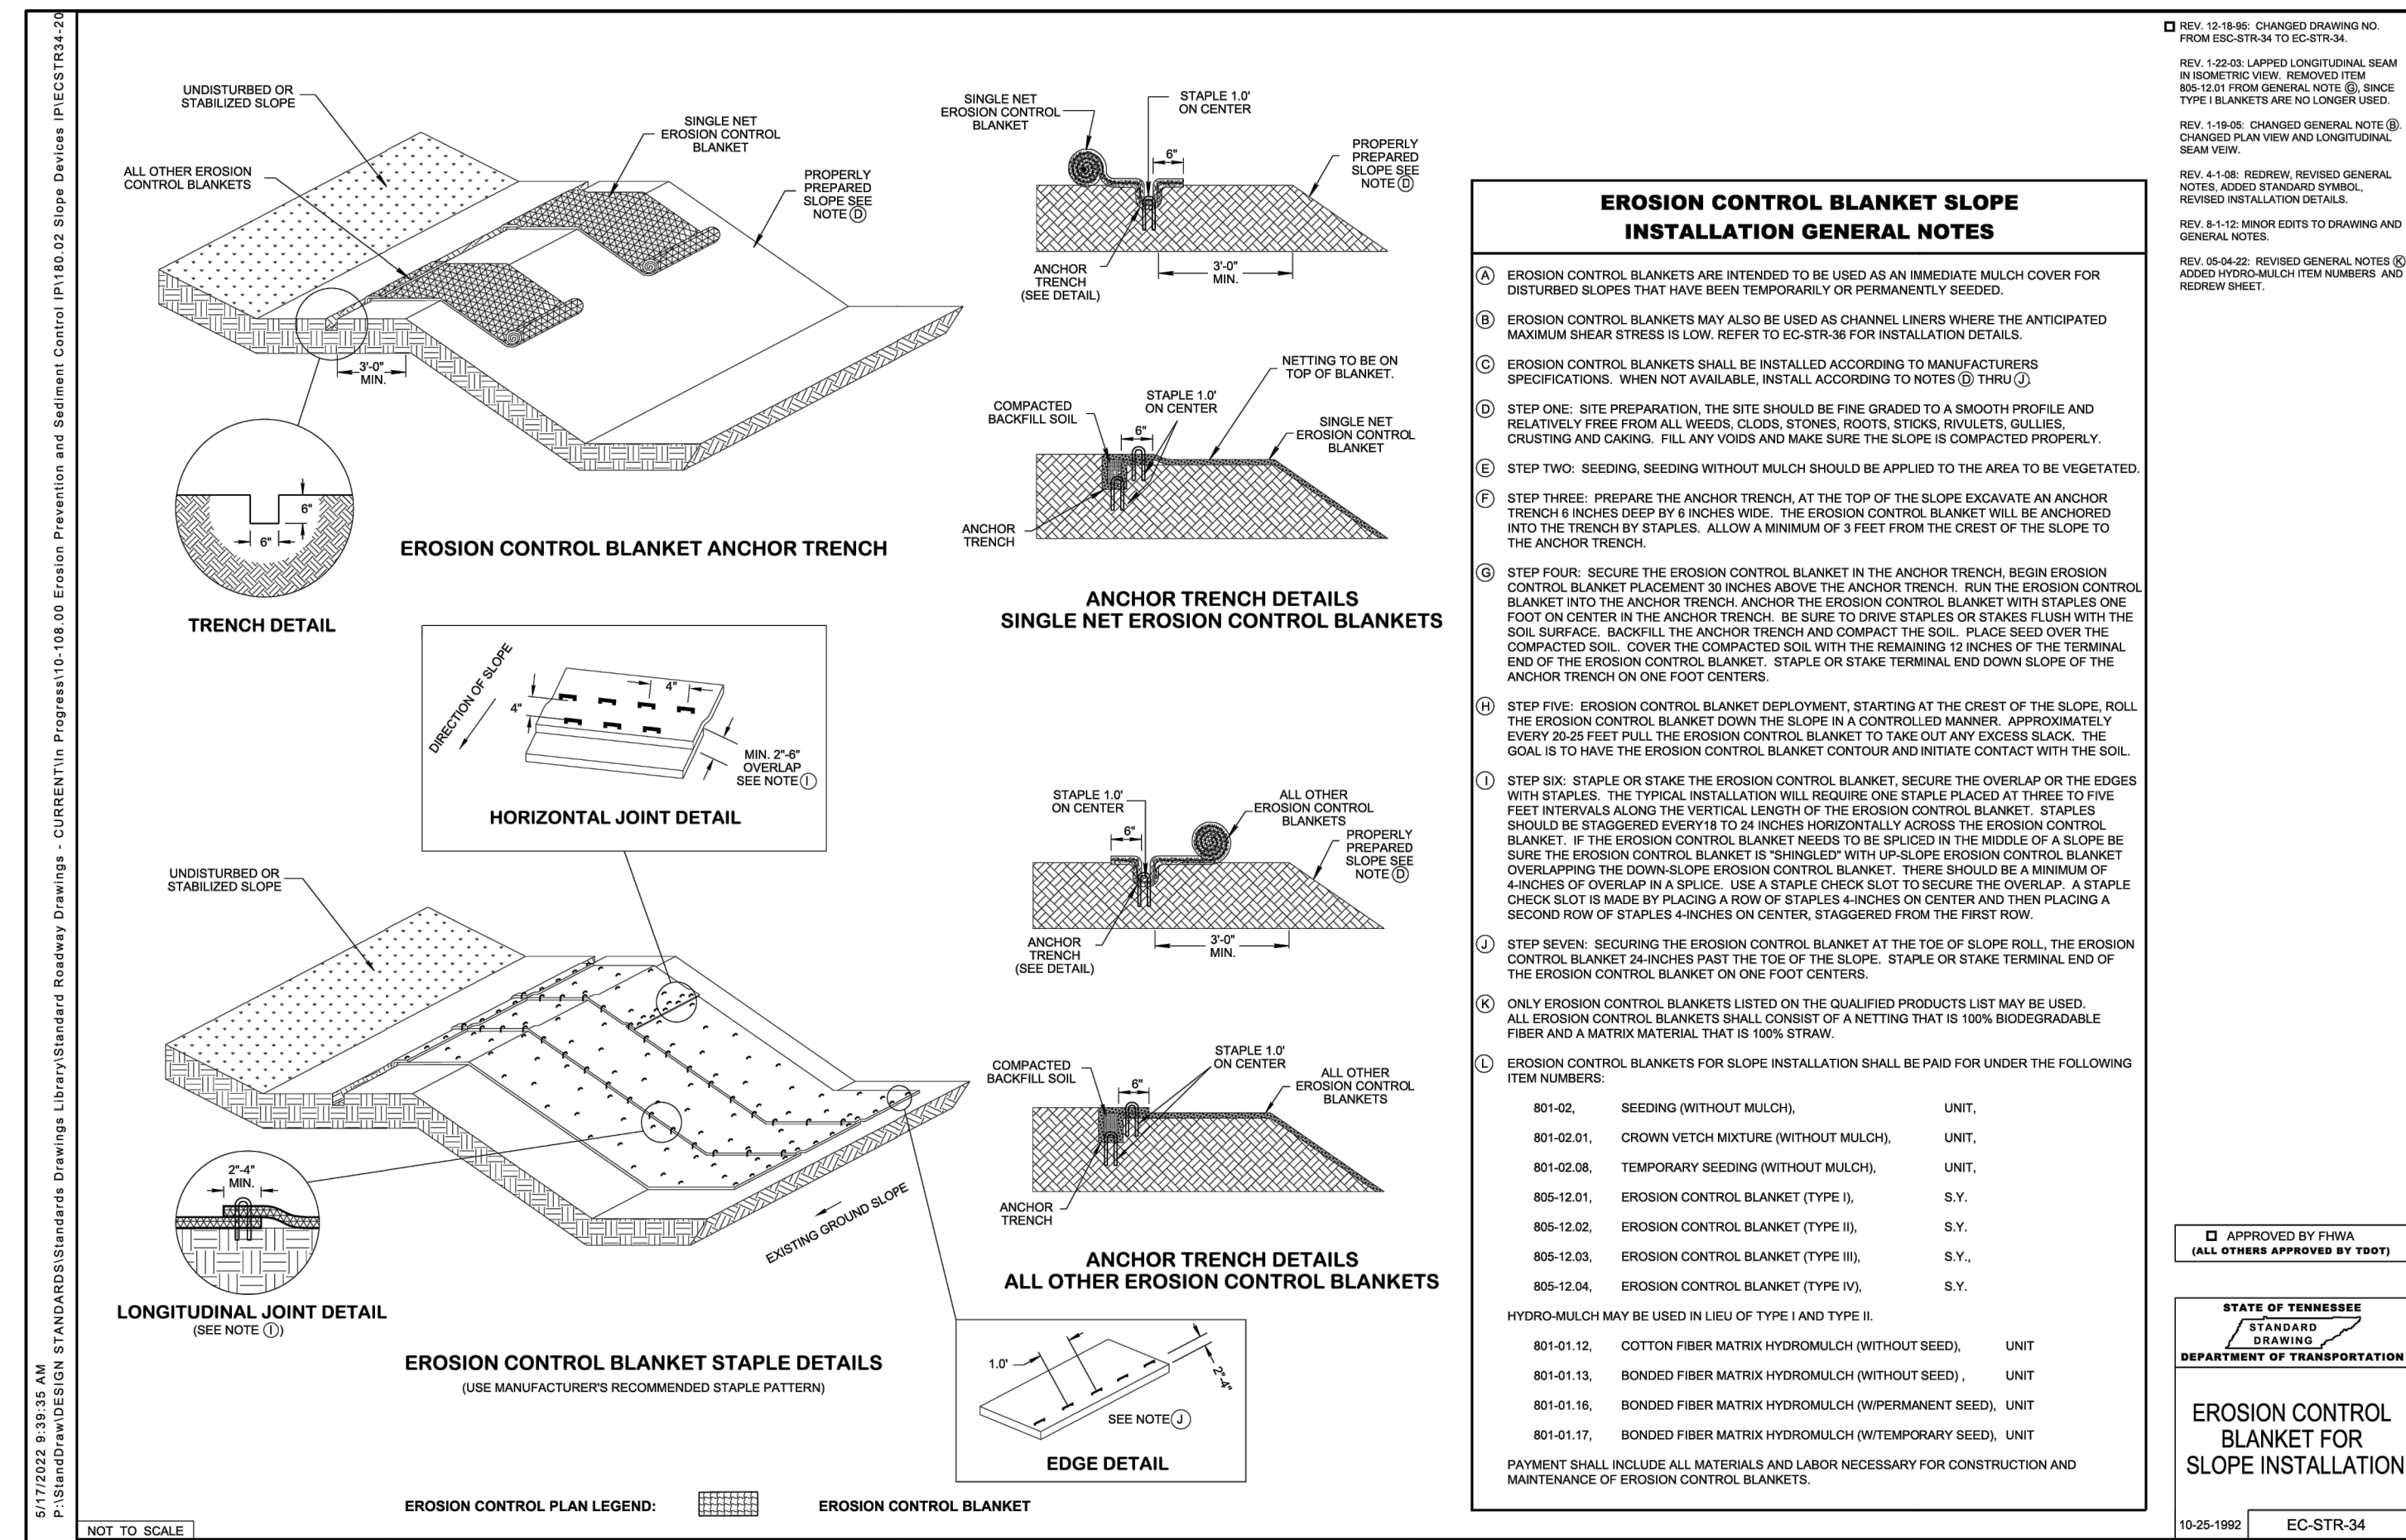 5/17/2022 9:39:35 AM
P:\StandDraw\DESIGN STANDARDS\Standards Drawings Library\Standard Roadway Drawings - CURRENT\In Progress\10-108.00 Erosion Prevention and Sediment Control IP\180.02 Slope Devices IP\ECSTR34-20
UNDISTURBED OR
STABILIZED SLOPE
ALL OTHER EROSION
CONTROL BLANKETS
SINGLE NET
EROSION CONTROL
BLANKET
PROPERLY
PREPARED
SLOPE SEE
NOTE Ⓓ
3'-0"
MIN.
6"
6"
TRENCH DETAIL
EROSION CONTROL BLANKET ANCHOR TRENCH
SINGLE NET
EROSION CONTROL
BLANKET
STAPLE 1.0'
ON CENTER
6"
PROPERLY
PREPARED
SLOPE SEE
NOTE Ⓓ
ANCHOR
TRENCH
(SEE DETAIL)
3'-0"
MIN.
NETTING TO BE ON
TOP OF BLANKET.
STAPLE 1.0'
ON CENTER
COMPACTED
BACKFILL SOIL
6"
SINGLE NET
EROSION CONTROL
BLANKET
ANCHOR
TRENCH
ANCHOR TRENCH DETAILS
SINGLE NET EROSION CONTROL BLANKETS
DIRECTION OF SLOPE
4"
4"
MIN. 2"-6"
OVERLAP
SEE NOTE Ⓘ
HORIZONTAL JOINT DETAIL
UNDISTURBED OR
STABILIZED SLOPE
2"-4"
MIN.
LONGITUDINAL JOINT DETAIL
(SEE NOTE Ⓘ)
EXISTING GROUND SLOPE
EROSION CONTROL BLANKET STAPLE DETAILS
(USE MANUFACTURER'S RECOMMENDED STAPLE PATTERN)
STAPLE 1.0'
ON CENTER
6"
ALL OTHER
EROSION CONTROL
BLANKETS
PROPERLY
PREPARED
SLOPE SEE
NOTE Ⓓ
ANCHOR
TRENCH
(SEE DETAIL)
3'-0"
MIN.
COMPACTED
BACKFILL SOIL
6"
STAPLE 1.0'
ON CENTER
ALL OTHER
EROSION CONTROL
BLANKETS
ANCHOR
TRENCH
ANCHOR TRENCH DETAILS
ALL OTHER EROSION CONTROL BLANKETS
1.0'
2"-4"
SEE NOTE Ⓙ
EDGE DETAIL
EROSION CONTROL PLAN LEGEND:
EROSION CONTROL BLANKET
NOT TO SCALE
EROSION CONTROL BLANKET SLOPE
INSTALLATION GENERAL NOTES
Ⓐ EROSION CONTROL BLANKETS ARE INTENDED TO BE USED AS AN IMMEDIATE MULCH COVER FOR
DISTURBED SLOPES THAT HAVE BEEN TEMPORARILY OR PERMANENTLY SEEDED.
Ⓑ EROSION CONTROL BLANKETS MAY ALSO BE USED AS CHANNEL LINERS WHERE THE ANTICIPATED
MAXIMUM SHEAR STRESS IS LOW. REFER TO EC-STR-36 FOR INSTALLATION DETAILS.
Ⓒ EROSION CONTROL BLANKETS SHALL BE INSTALLED ACCORDING TO MANUFACTURERS
SPECIFICATIONS. WHEN NOT AVAILABLE, INSTALL ACCORDING TO NOTES Ⓓ THRU Ⓙ.
Ⓓ STEP ONE: SITE PREPARATION, THE SITE SHOULD BE FINE GRADED TO A SMOOTH PROFILE AND
RELATIVELY FREE FROM ALL WEEDS, CLODS, STONES, ROOTS, STICKS, RIVULETS, GULLIES,
CRUSTING AND CAKING. FILL ANY VOIDS AND MAKE SURE THE SLOPE IS COMPACTED PROPERLY.
Ⓔ STEP TWO: SEEDING, SEEDING WITHOUT MULCH SHOULD BE APPLIED TO THE AREA TO BE VEGETATED.
Ⓕ STEP THREE: PREPARE THE ANCHOR TRENCH, AT THE TOP OF THE SLOPE EXCAVATE AN ANCHOR
TRENCH 6 INCHES DEEP BY 6 INCHES WIDE. THE EROSION CONTROL BLANKET WILL BE ANCHORED
INTO THE TRENCH BY STAPLES. ALLOW A MINIMUM OF 3 FEET FROM THE CREST OF THE SLOPE TO
THE ANCHOR TRENCH.
Ⓖ STEP FOUR: SECURE THE EROSION CONTROL BLANKET IN THE ANCHOR TRENCH, BEGIN EROSION
CONTROL BLANKET PLACEMENT 30 INCHES ABOVE THE ANCHOR TRENCH. RUN THE EROSION CONTROL
BLANKET INTO THE ANCHOR TRENCH. ANCHOR THE EROSION CONTROL BLANKET WITH STAPLES ONE
FOOT ON CENTER IN THE ANCHOR TRENCH. BE SURE TO DRIVE STAPLES OR STAKES FLUSH WITH THE
SOIL SURFACE. BACKFILL THE ANCHOR TRENCH AND COMPACT THE SOIL. PLACE SEED OVER THE
COMPACTED SOIL. COVER THE COMPACTED SOIL WITH THE REMAINING 12 INCHES OF THE TERMINAL
END OF THE EROSION CONTROL BLANKET. STAPLE OR STAKE TERMINAL END DOWN SLOPE OF THE
ANCHOR TRENCH ON ONE FOOT CENTERS.
Ⓗ STEP FIVE: EROSION CONTROL BLANKET DEPLOYMENT, STARTING AT THE CREST OF THE SLOPE, ROLL
THE EROSION CONTROL BLANKET DOWN THE SLOPE IN A CONTROLLED MANNER. APPROXIMATELY
EVERY 20-25 FEET PULL THE EROSION CONTROL BLANKET TO TAKE OUT ANY EXCESS SLACK. THE
GOAL IS TO HAVE THE EROSION CONTROL BLANKET CONTOUR AND INITIATE CONTACT WITH THE SOIL.
Ⓘ STEP SIX: STAPLE OR STAKE THE EROSION CONTROL BLANKET, SECURE THE OVERLAP OR THE EDGES
WITH STAPLES. THE TYPICAL INSTALLATION WILL REQUIRE ONE STAPLE PLACED AT THREE TO FIVE
FEET INTERVALS ALONG THE VERTICAL LENGTH OF THE EROSION CONTROL BLANKET. STAPLES
SHOULD BE STAGGERED EVERY18 TO 24 INCHES HORIZONTALLY ACROSS THE EROSION CONTROL
BLANKET. IF THE EROSION CONTROL BLANKET NEEDS TO BE SPLICED IN THE MIDDLE OF A SLOPE BE
SURE THE EROSION CONTROL BLANKET IS "SHINGLED" WITH UP-SLOPE EROSION CONTROL BLANKET
OVERLAPPING THE DOWN-SLOPE EROSION CONTROL BLANKET. THERE SHOULD BE A MINIMUM OF
4-INCHES OF OVERLAP IN A SPLICE. USE A STAPLE CHECK SLOT TO SECURE THE OVERLAP. A STAPLE
CHECK SLOT IS MADE BY PLACING A ROW OF STAPLES 4-INCHES ON CENTER AND THEN PLACING A
SECOND ROW OF STAPLES 4-INCHES ON CENTER, STAGGERED FROM THE FIRST ROW.
Ⓙ STEP SEVEN: SECURING THE EROSION CONTROL BLANKET AT THE TOE OF SLOPE ROLL, THE EROSION
CONTROL BLANKET 24-INCHES PAST THE TOE OF THE SLOPE. STAPLE OR STAKE TERMINAL END OF
THE EROSION CONTROL BLANKET ON ONE FOOT CENTERS.
Ⓚ ONLY EROSION CONTROL BLANKETS LISTED ON THE QUALIFIED PRODUCTS LIST MAY BE USED.
ALL EROSION CONTROL BLANKETS SHALL CONSIST OF A NETTING THAT IS 100% BIODEGRADABLE
FIBER AND A MATRIX MATERIAL THAT IS 100% STRAW.
Ⓛ EROSION CONTROL BLANKETS FOR SLOPE INSTALLATION SHALL BE PAID FOR UNDER THE FOLLOWING
ITEM NUMBERS:
801-02, SEEDING (WITHOUT MULCH), UNIT,
801-02.01, CROWN VETCH MIXTURE (WITHOUT MULCH), UNIT,
801-02.08, TEMPORARY SEEDING (WITHOUT MULCH), UNIT,
805-12.01, EROSION CONTROL BLANKET (TYPE I), S.Y.
805-12.02, EROSION CONTROL BLANKET (TYPE II), S.Y.
805-12.03, EROSION CONTROL BLANKET (TYPE III), S.Y.,
805-12.04, EROSION CONTROL BLANKET (TYPE IV), S.Y.
HYDRO-MULCH MAY BE USED IN LIEU OF TYPE I AND TYPE II.
801-01.12, COTTON FIBER MATRIX HYDROMULCH (WITHOUT SEED), UNIT
801-01.13, BONDED FIBER MATRIX HYDROMULCH (WITHOUT SEED) , UNIT
801-01.16, BONDED FIBER MATRIX HYDROMULCH (W/PERMANENT SEED), UNIT
801-01.17, BONDED FIBER MATRIX HYDROMULCH (W/TEMPORARY SEED), UNIT
PAYMENT SHALL INCLUDE ALL MATERIALS AND LABOR NECESSARY FOR CONSTRUCTION AND
MAINTENANCE OF EROSION CONTROL BLANKETS.
REV. 12-18-95: CHANGED DRAWING NO.
FROM ESC-STR-34 TO EC-STR-34.
REV. 1-22-03: LAPPED LONGITUDINAL SEAM
IN ISOMETRIC VIEW. REMOVED ITEM
805-12.01 FROM GENERAL NOTE Ⓖ, SINCE
TYPE I BLANKETS ARE NO LONGER USED.
REV. 1-19-05: CHANGED GENERAL NOTE Ⓑ.
CHANGED PLAN VIEW AND LONGITUDINAL
SEAM VEIW.
REV. 4-1-08: REDREW, REVISED GENERAL
NOTES, ADDED STANDARD SYMBOL,
REVISED INSTALLATION DETAILS.
REV. 8-1-12: MINOR EDITS TO DRAWING AND
GENERAL NOTES.
REV. 05-04-22: REVISED GENERAL NOTES Ⓚ
ADDED HYDRO-MULCH ITEM NUMBERS AND
REDREW SHEET.
APPROVED BY FHWA
(ALL OTHERS APPROVED BY TDOT)
STATE OF TENNESSEE
STANDARD
DRAWING
DEPARTMENT OF TRANSPORTATION
EROSION CONTROL
BLANKET FOR
SLOPE INSTALLATION
10-25-1992
EC-STR-34